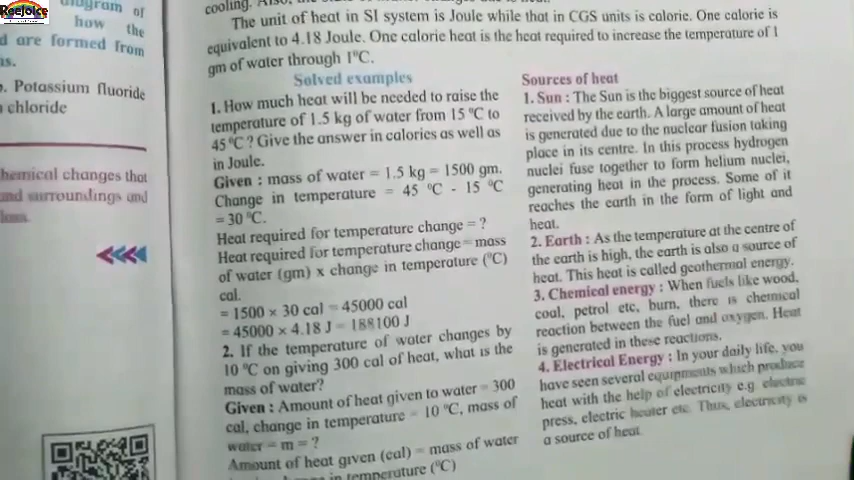 Reejoice
diagram of
how the
d are formed from
ns.
b. Potassium fluoride
chloride
hemical changes that
and surroundings and
loss.
cooling. Also,
The unit of heat in SI system is Joule while that in CGS units is calorie. One calorie is
equivalent to 4.18 Joule. One calorie heat is the heat required to increase the temperature of 1
gm of water through 1°C.
Solved examples
1. How much heat will be needed to raise the
temperature of 1.5 kg of water from 15 °C to
45 °C ? Give the answer in calories as well as
in Joule.
Given : mass of water = 1.5 kg = 1500 gm.
Change in temperature = 45 °C - 15 °C
= 30 °C.
Heat required for temperature change = ?
Heat required for temperature change = mass
of water (gm) x change in temperature (°C)
cal.
= 1500 × 30 cal = 45000 cal
= 45000 × 4.18 J = 188100 J
2. If the temperature of water changes by
10 °C on giving 300 cal of heat, what is the
mass of water?
Given : Amount of heat given to water = 300
cal, change in temperature = 10 °C, mass of
water = m = ?
Amount of heat given (cal) = mass of water
in temperature (°C)
Sources of heat
1. Sun : The Sun is the biggest source of heat
received by the earth. A large amount of heat
is generated due to the nuclear fusion taking
place in its centre. In this process hydrogen
nuclei fuse together to form helium nuclei,
generating heat in the process. Some of it
reaches the earth in the form of light and
heat.
2. Earth : As the temperature at the centre of
the earth is high, the earth is also a source of
heat. This heat is called geothermal energy.
3. Chemical energy : When fuels like wood,
coal, petrol etc, burn, there is chemical
reaction between the fuel and oxygen. Heat
is generated in these reactions.
4. Electrical Energy : In your daily life, you
have seen several equipments which produce
heat with the help of electricity e.g electric
press, electric heater etc. Thus, electricity is
a source of heat.